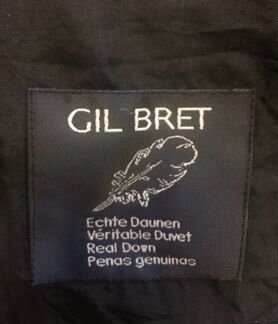 GIL BRET
Echte Daunen
Véritable Duvet
Real Down
Penas genuinas